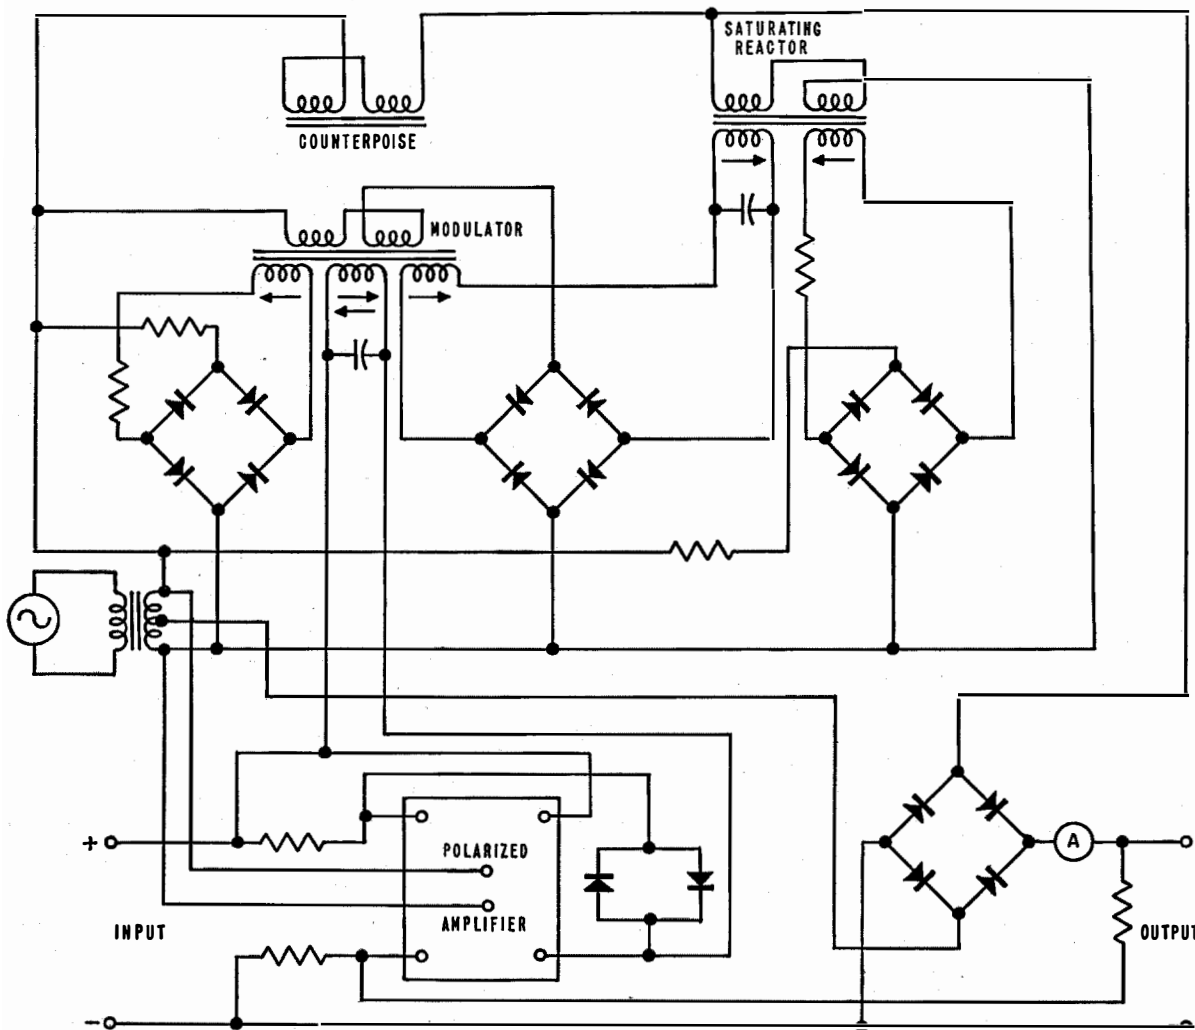 SATURATING
REACTOR
COUNTERPOISE
MODULATOR
+
POLARIZED
A
AMPLIFIER
INPUT
OUTPUT
-